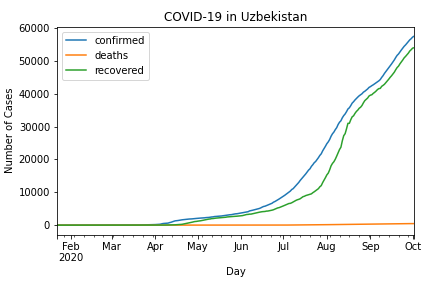 COVID-19 in Uzbekistan
confirmed
deaths
recovered
Number of Cases
60000
50000
40000
30000
20000
10000
0
Feb Mar Apr May Jun Jul Aug Sep Oct
2020
Day